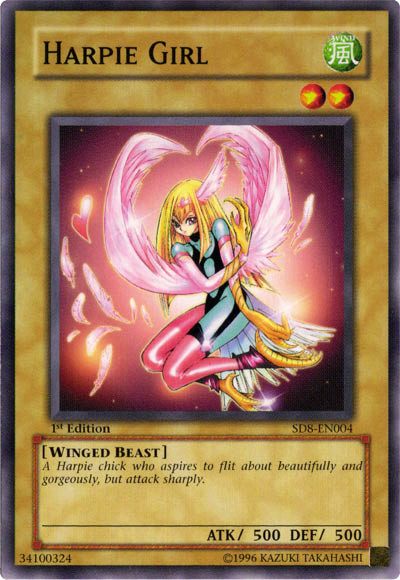 HARPIE GIRL
WIND
風
1st Edition
SD8-EN004
[WINGED BEAST]
A Harpie chick who aspires to flit about beautifully and
gorgeously, but attack sharply.
ATK/ 500 DEF/ 500
34100324
©1996 KAZUKI TAKAHASHI